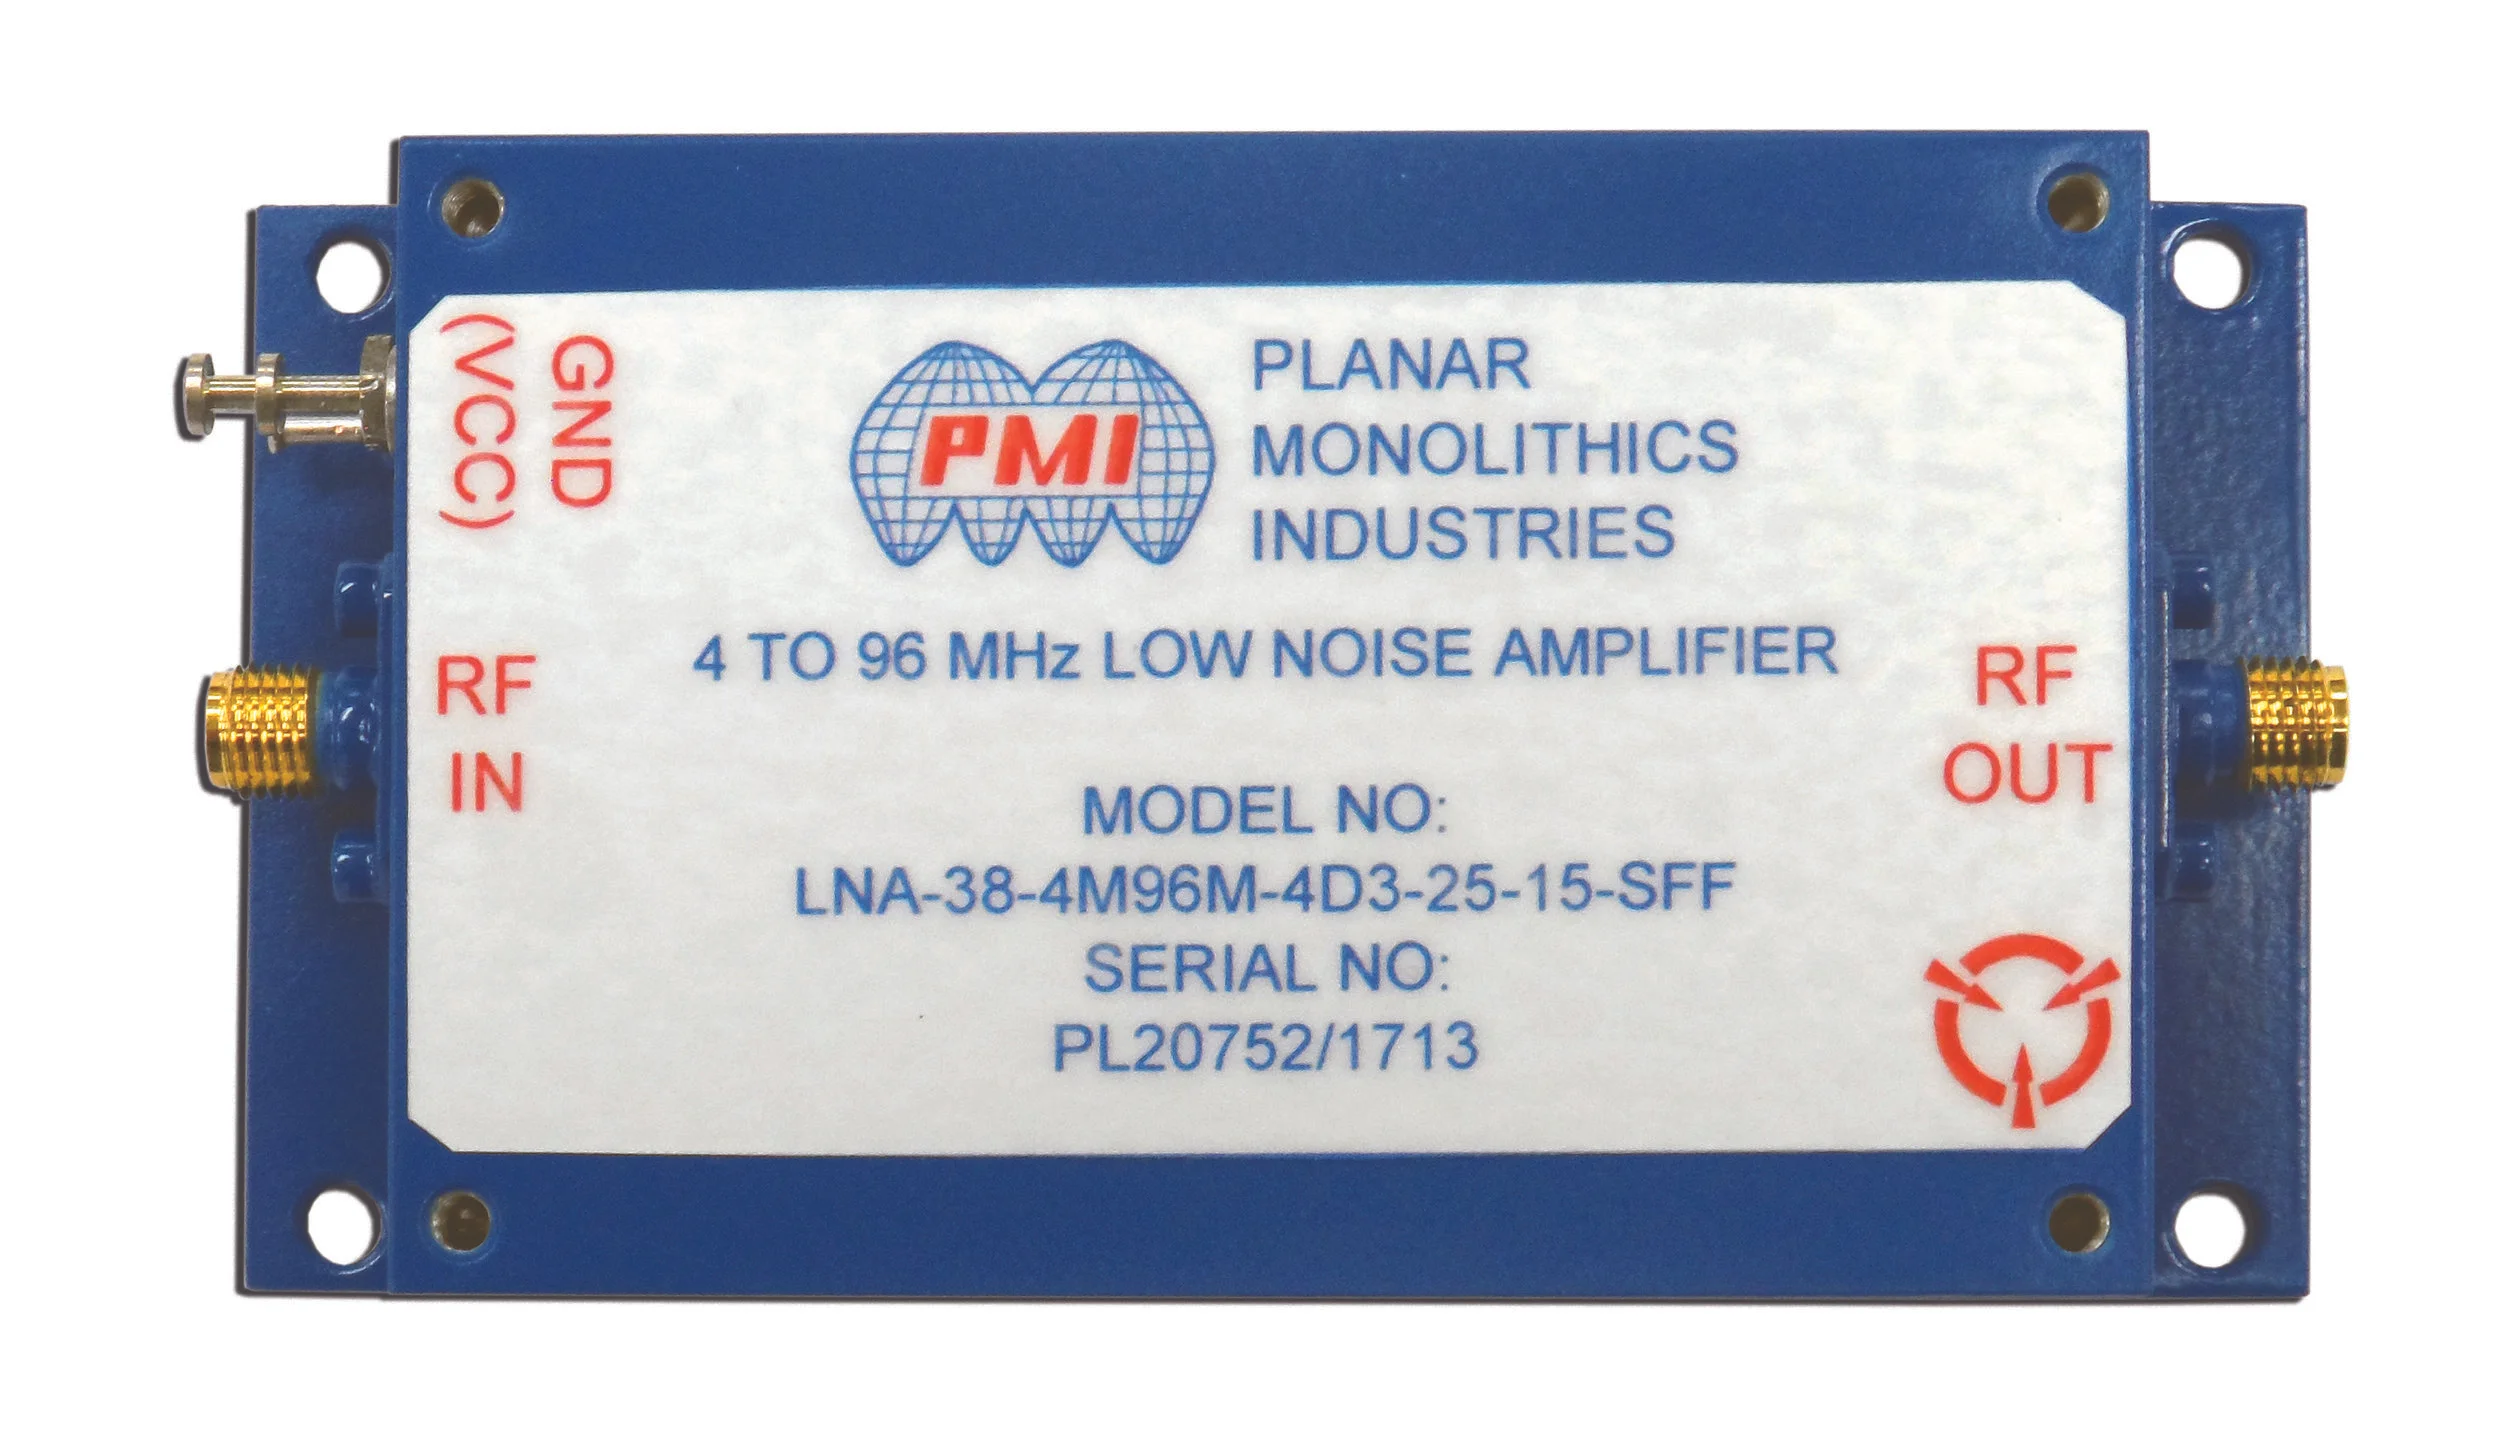 GND
(VCC)
PMI
PLANAR
MONOLITHICS
INDUSTRIES
4 TO 96 MHz LOW NOISE AMPLIFIER
RF
IN
RF
OUT
MODEL NO:
LNA-38-4M96M-4D3-25-15-SFF
SERIAL NO:
PL20752/1713